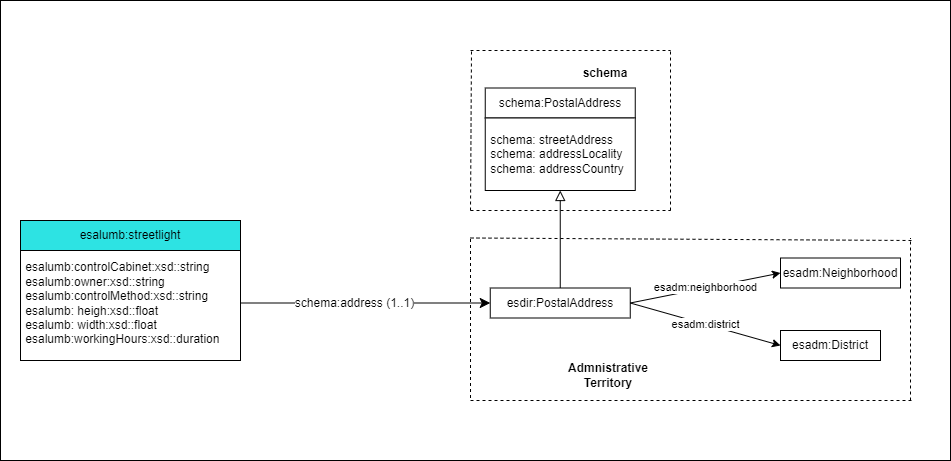 schema
schema:PostalAddress
schema: streetAddress
schema: addressLocality
schema: addressCountry
esalumb:streetlight
esalumb:controlCabinet:xsd::string
esalumb:owner:xsd::string
esalumb:controlMethod:xsd::string
esalumb: heigh:xsd::float
esalumb: width:xsd::float
esalumb:workingHours:xsd::duration
schema:address (1..1)
esdir:PostalAddress
esadm:neighborhood
esadm:Neighborhood
esadm:district
esadm:District
Admnistrative
Territory